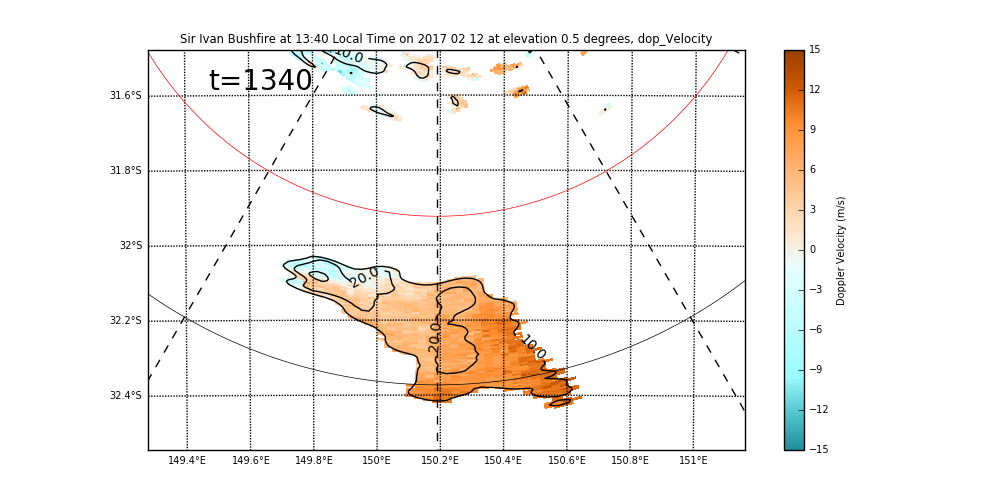 Sir Ivan Bushfire at 13:40 Local Time on 2017 02 12 at elevation 0.5 degrees, dop_Velocity
t=1340
10.0
31.6°S
31.8°S
32°S
32.2°S
32.4°S
20.0
20.0
10.0
149.4°E 149.6°E 149.8°E 150°E 150.2°E 150.4°E 150.6°E 150.8°E 151°E
15
12
9
6
3
0
−3
−6
−9
−12
−15
Doppler Velocity (m/s)